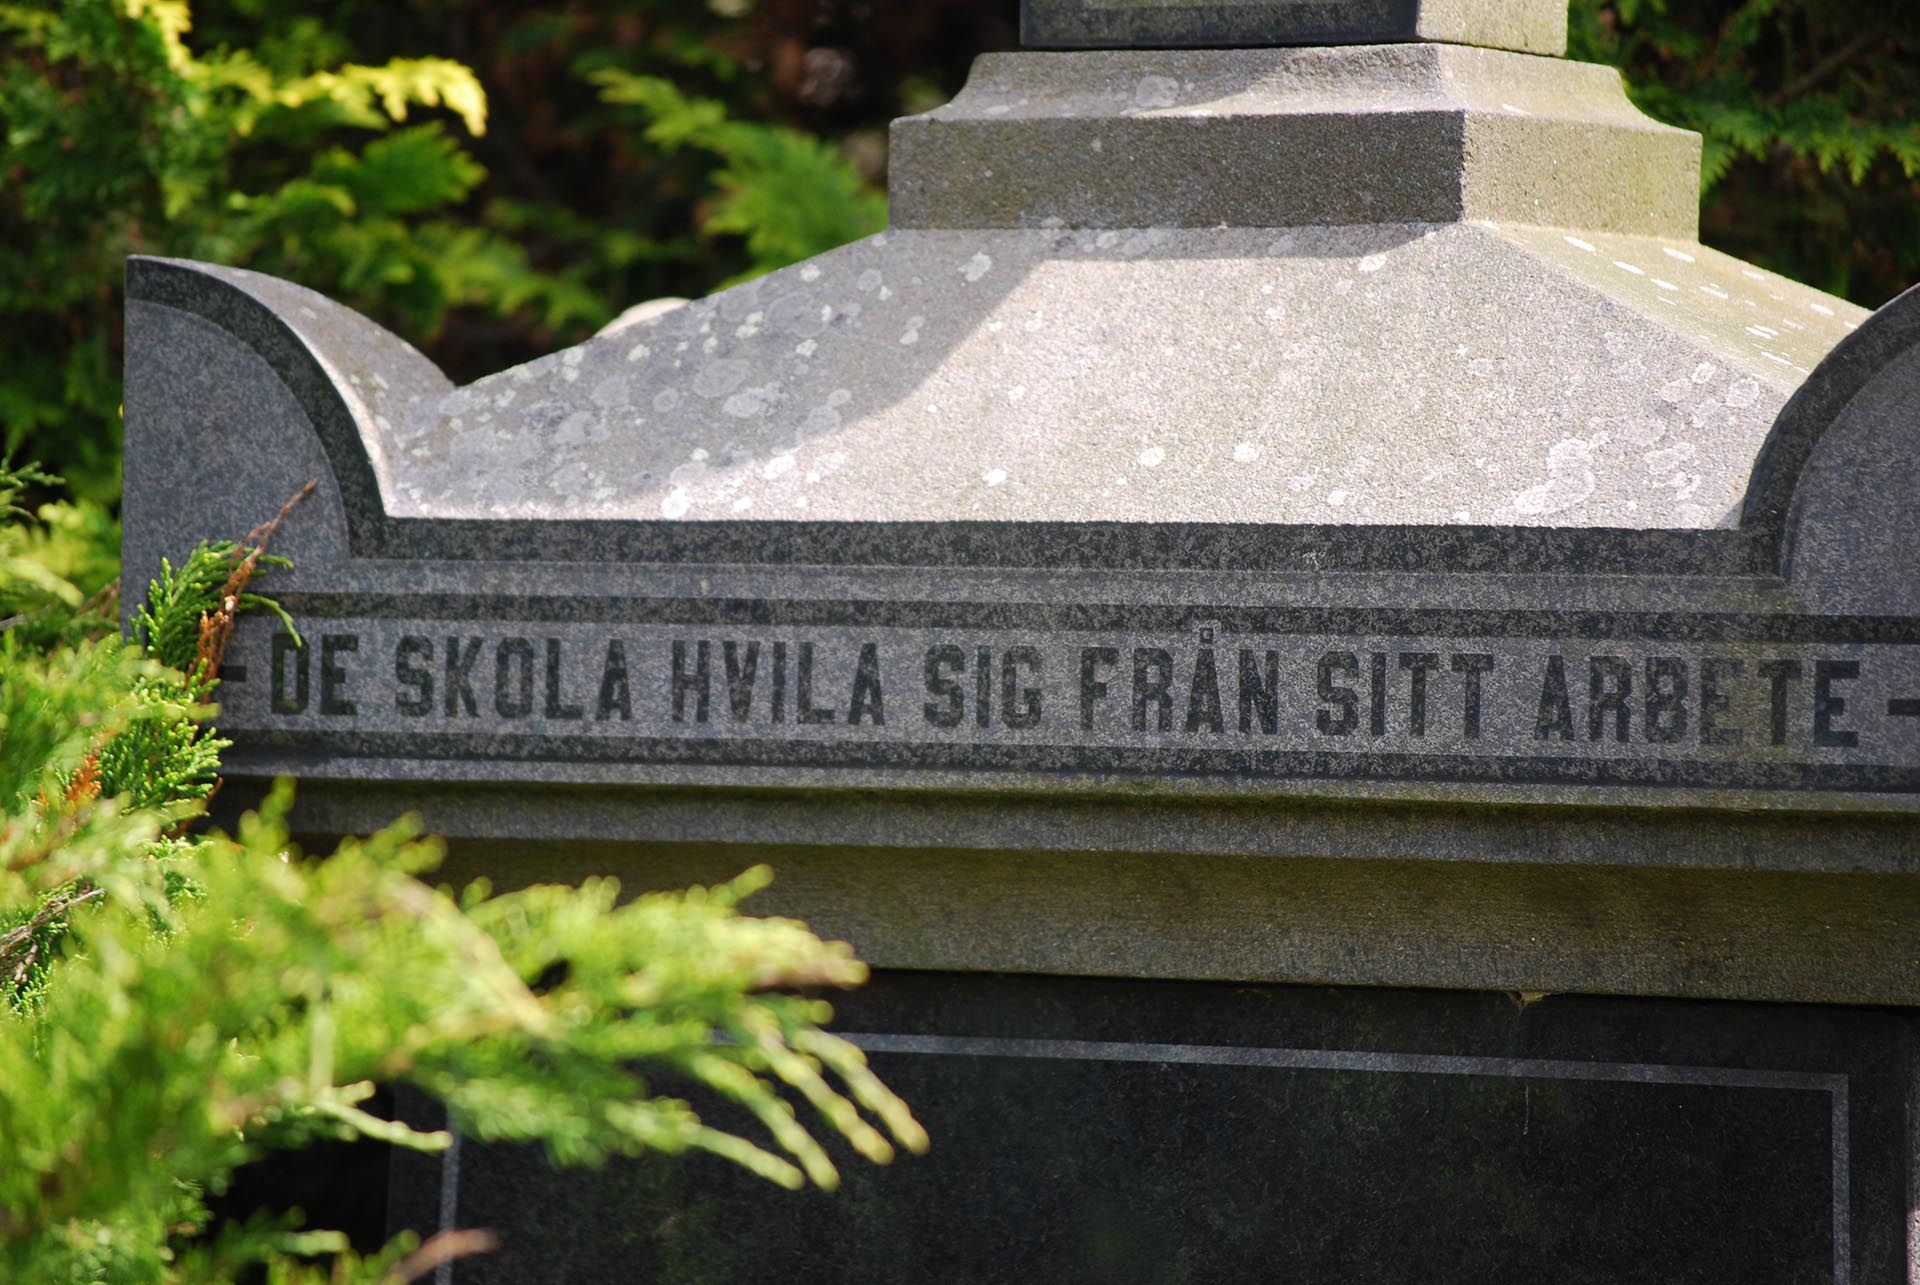 – DE SKOLA HVILA SIG FRÅN SITT ARBETE –